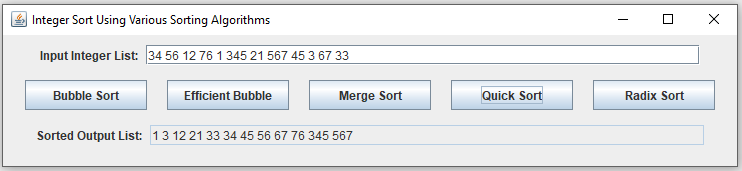 Integer Sort Using Various Sorting Algorithms
Input Integer List: 34 56 12 76 1 345 21 567 45 3 67 33
Bubble Sort Efficient Bubble Merge Sort Quick Sort Radix Sort
Sorted Output List: 1 3 12 21 33 34 45 56 67 76 345 567